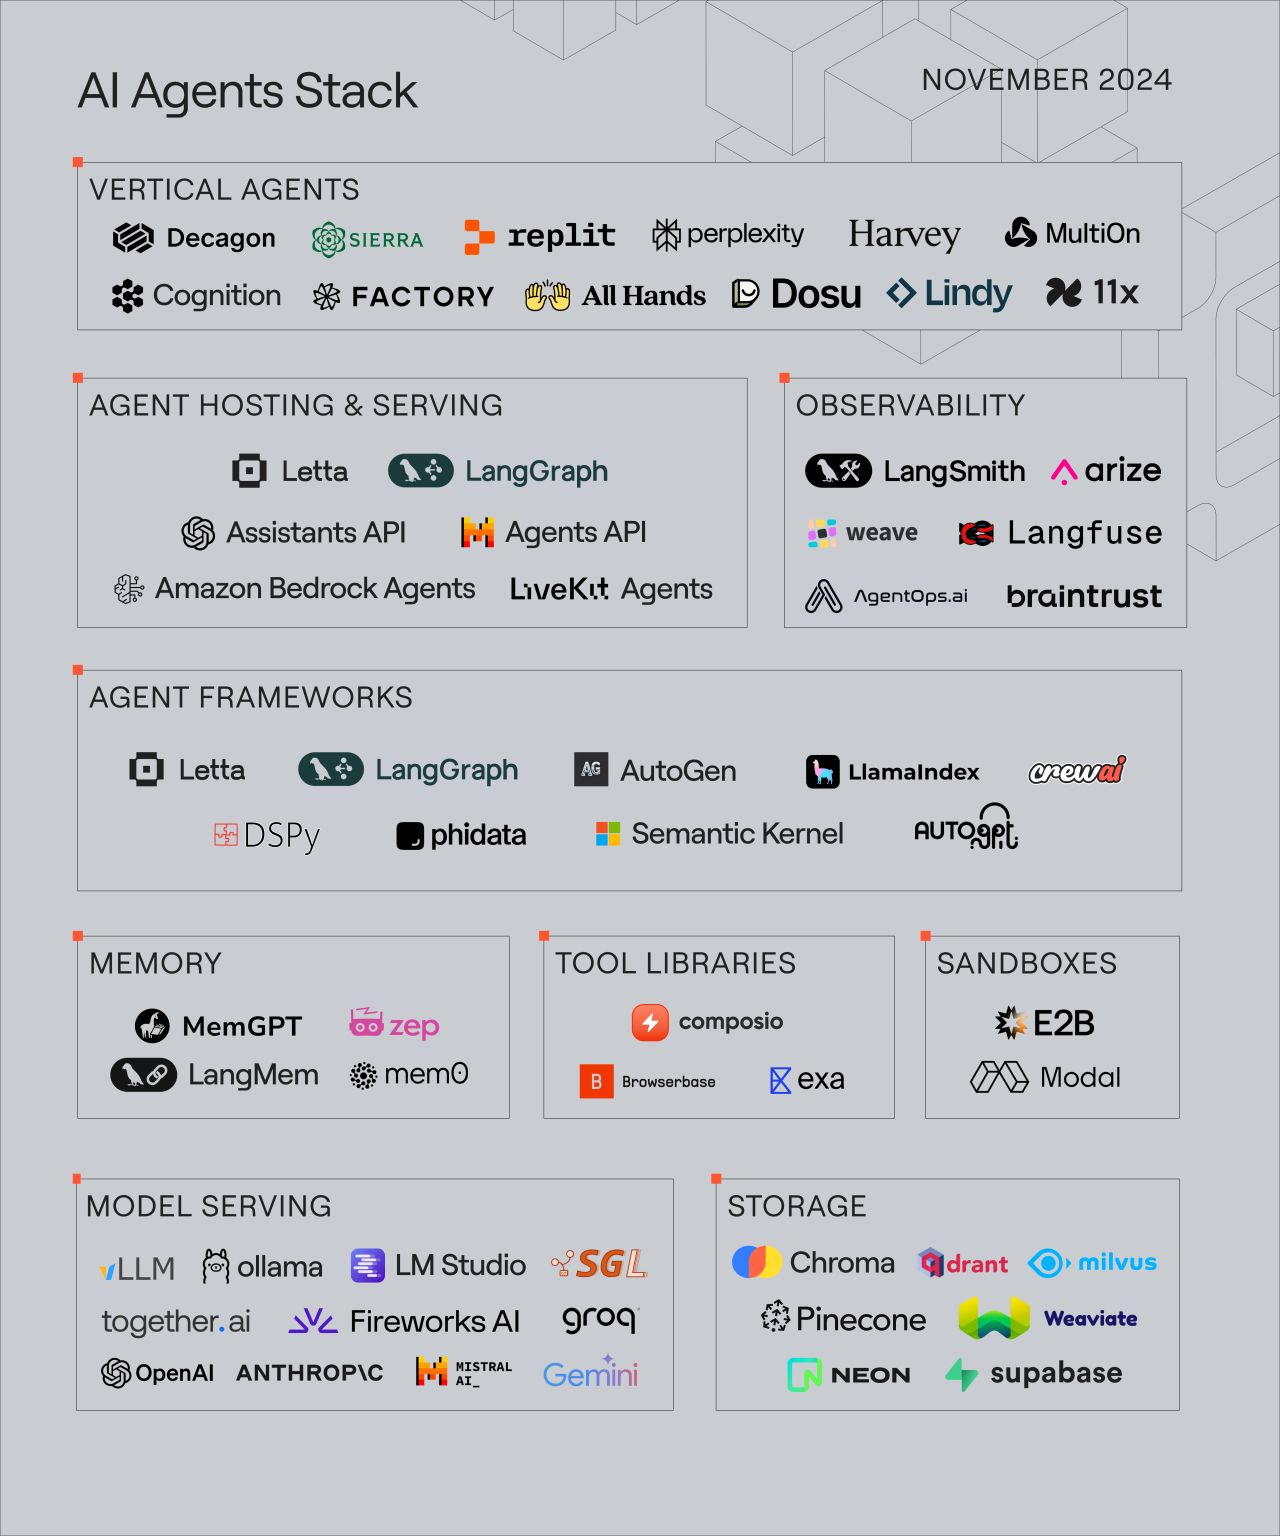 AI Agents Stack
NOVEMBER 2024
VERTICAL AGENTS
Decagon SIERRA replit perplexity Harvey MultiOn
Cognition FACTORY All Hands Dosu Lindy 11x
AGENT HOSTING & SERVING
Letta LangGraph
Assistants API Agents API
Amazon Bedrock Agents LiveKit Agents
OBSERVABILITY
LangSmith arize
weave Langfuse
AgentOps.ai braintrust
AGENT FRAMEWORKS
Letta LangGraph AG AutoGen LlamaIndex crewai
DSPy phidata Semantic Kernel AUTOgpt
MEMORY
MemGPT zep
LangMem mem0
TOOL LIBRARIES
composio
B Browserbase exa
SANDBOXES
E2B
Modal
MODEL SERVING
vLLM ollama LM Studio SGL
together.ai Fireworks AI groq
OpenAI ANTHROP\C MISTRAL AI_ Gemini
STORAGE
Chroma qdrant milvus
Pinecone Weaviate
NEON supabase